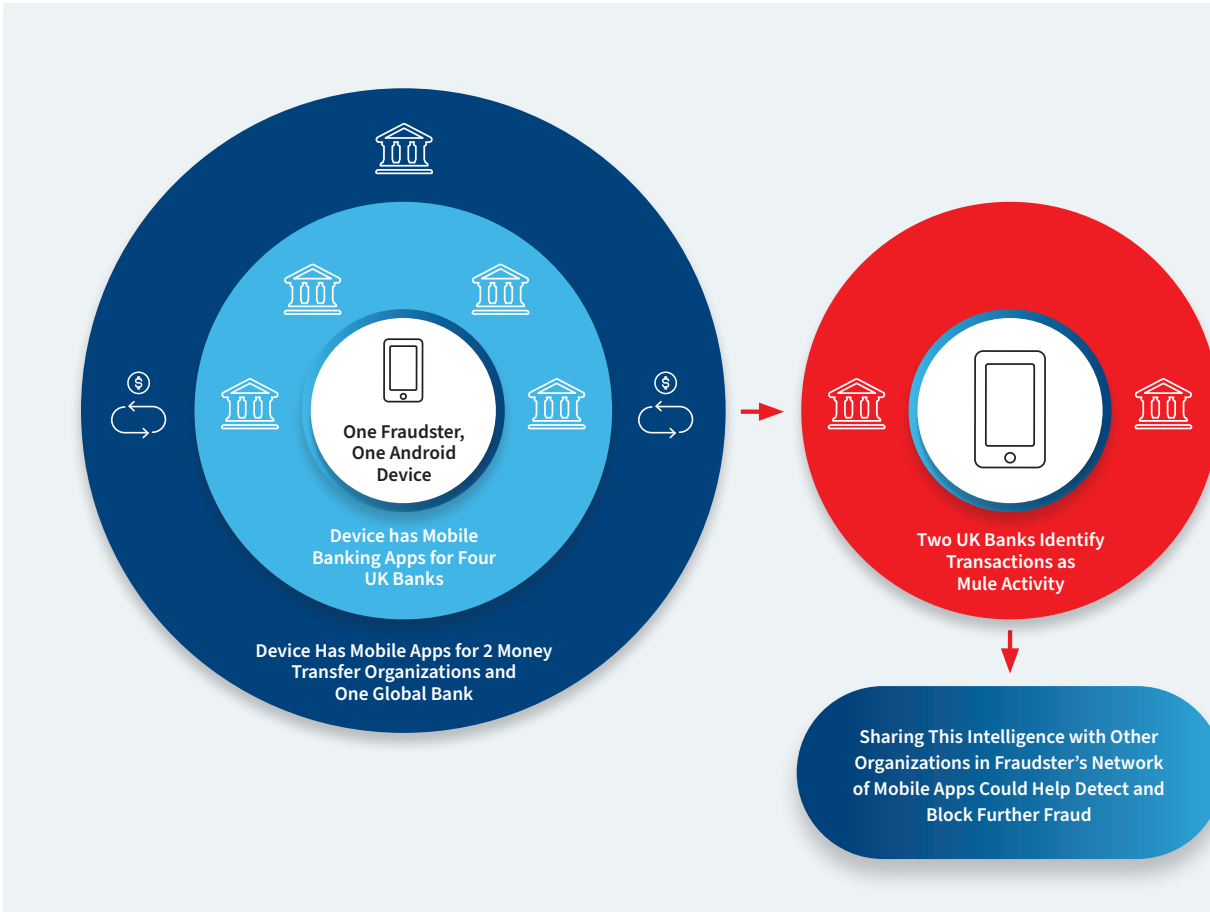 One Fraudster,
One Android
Device
Device has Mobile
Banking Apps for Four
UK Banks
Device Has Mobile Apps for 2 Money
Transfer Organizations and
One Global Bank
Two UK Banks Identify
Transactions as
Mule Activity
Sharing This Intelligence with Other
Organizations in Fraudster’s Network
of Mobile Apps Could Help Detect and
Block Further Fraud